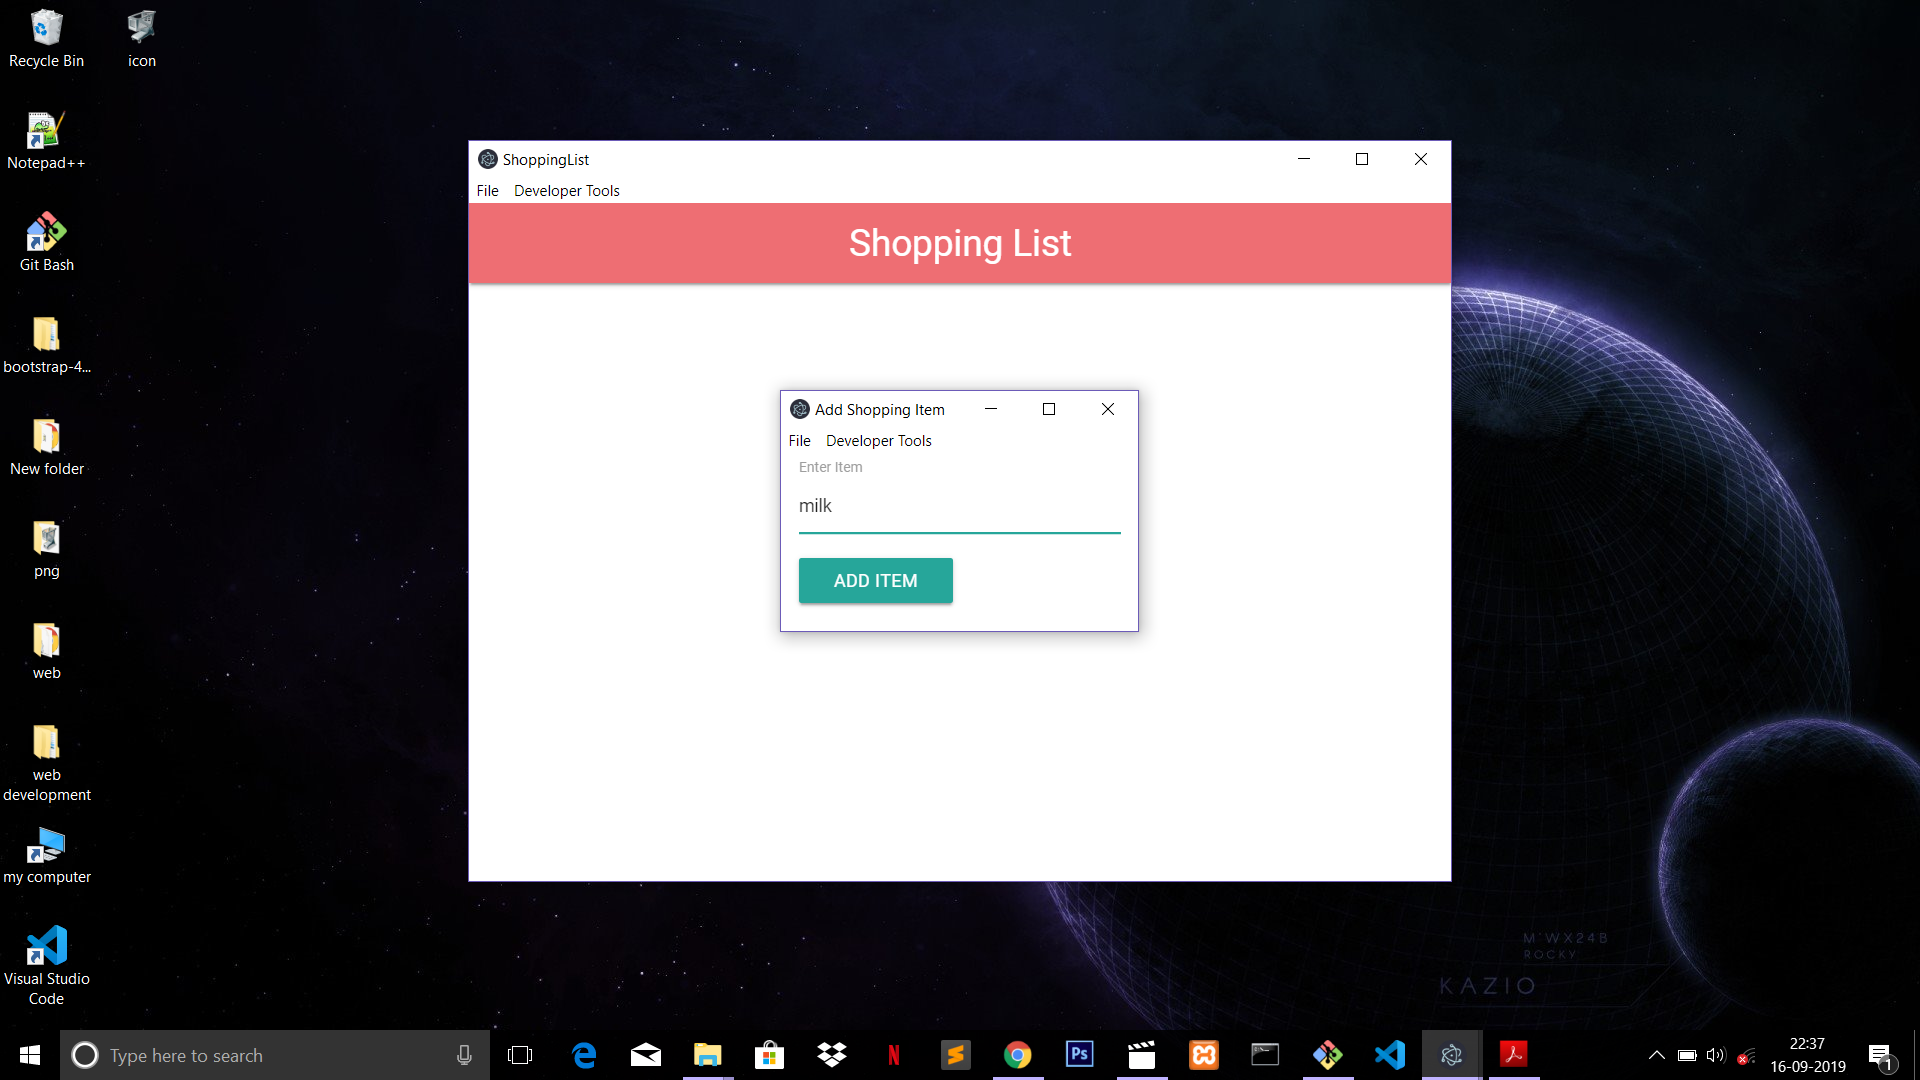 Recycle Bin
icon
Notepad++
Git Bash
bootstrap-4...
New folder
png
web
web
development
my computer
Visual Studio
Code
ShoppingList
File Developer Tools
Shopping List
Add Shopping Item
File Developer Tools
Enter Item
milk
ADD ITEM
M'WX24B
ROCKY
KAZIO
Type here to search
N
Ps
22:37
16-09-2019
1